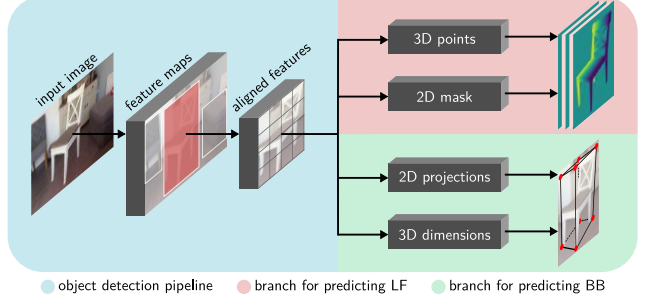 input image
feature maps
aligned features
3D points
2D mask
2D projections
3D dimensions
object detection pipeline
branch for predicting LF
branch for predicting BB